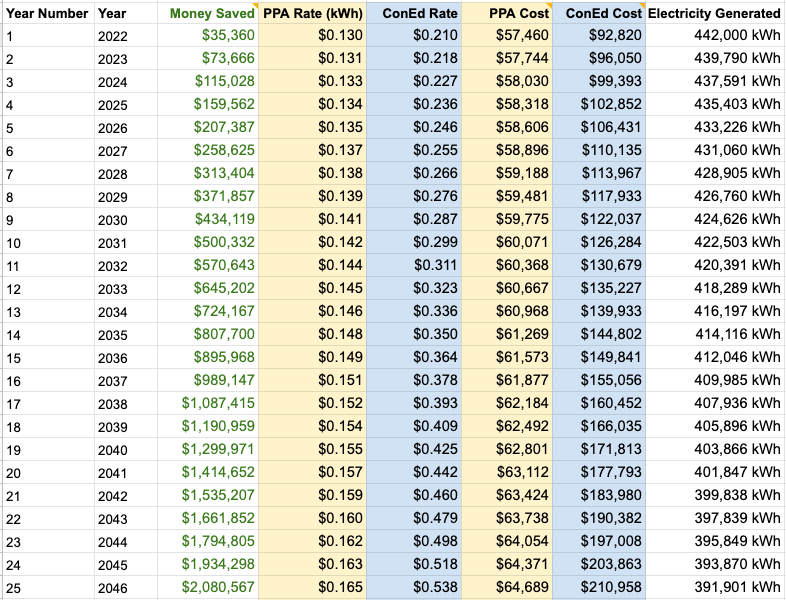 Year Number Year Money Saved PPA Rate (kWh) ConEd Rate PPA Cost ConEd Cost Electricity Generated
1 2022 $35,360 $0.130 $0.210 $57,460 $92,820 442,000 kWh
2 2023 $73,666 $0.131 $0.218 $57,744 $96,050 439,790 kWh
3 2024 $115,028 $0.133 $0.227 $58,030 $99,393 437,591 kWh
4 2025 $159,562 $0.134 $0.236 $58,318 $102,852 435,403 kWh
5 2026 $207,387 $0.135 $0.246 $58,606 $106,431 433,226 kWh
6 2027 $258,625 $0.137 $0.255 $58,896 $110,135 431,060 kWh
7 2028 $313,404 $0.138 $0.266 $59,188 $113,967 428,905 kWh
8 2029 $371,857 $0.139 $0.276 $59,481 $117,933 426,760 kWh
9 2030 $434,119 $0.141 $0.287 $59,775 $122,037 424,626 kWh
10 2031 $500,332 $0.142 $0.299 $60,071 $126,284 422,503 kWh
11 2032 $570,643 $0.144 $0.311 $60,368 $130,679 420,391 kWh
12 2033 $645,202 $0.145 $0.323 $60,667 $135,227 418,289 kWh
13 2034 $724,167 $0.146 $0.336 $60,968 $139,933 416,197 kWh
14 2035 $807,700 $0.148 $0.350 $61,269 $144,802 414,116 kWh
15 2036 $895,968 $0.149 $0.364 $61,573 $149,841 412,046 kWh
16 2037 $989,147 $0.151 $0.378 $61,877 $155,056 409,985 kWh
17 2038 $1,087,415 $0.152 $0.393 $62,184 $160,452 407,936 kWh
18 2039 $1,190,959 $0.154 $0.409 $62,492 $166,035 405,896 kWh
19 2040 $1,299,971 $0.155 $0.425 $62,801 $171,813 403,866 kWh
20 2041 $1,414,652 $0.157 $0.442 $63,112 $177,793 401,847 kWh
21 2042 $1,535,207 $0.159 $0.460 $63,424 $183,980 399,838 kWh
22 2043 $1,661,852 $0.160 $0.479 $63,738 $190,382 397,839 kWh
23 2044 $1,794,805 $0.162 $0.498 $64,054 $197,008 395,849 kWh
24 2045 $1,934,298 $0.163 $0.518 $64,371 $203,863 393,870 kWh
25 2046 $2,080,567 $0.165 $0.538 $64,689 $210,958 391,901 kWh